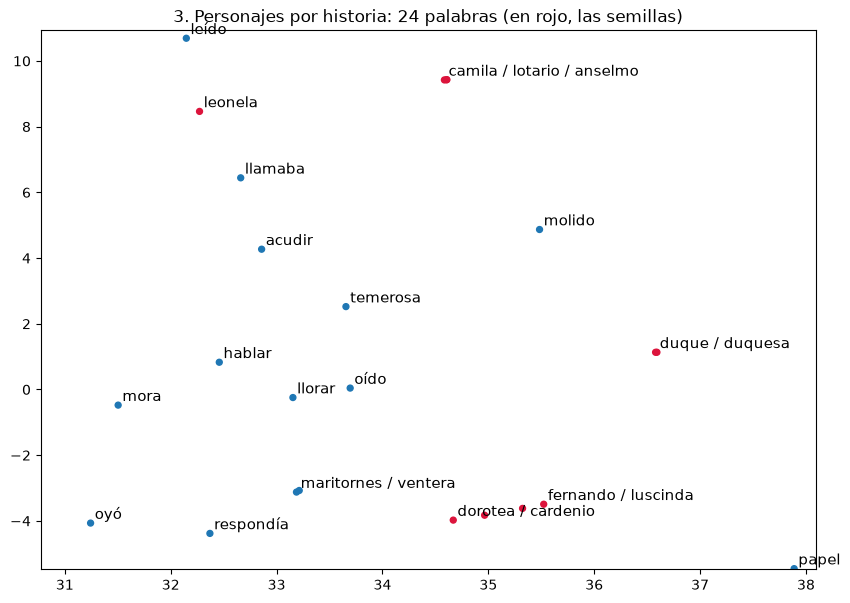 3. Personajes por historia: 24 palabras (en rojo, las semillas)
leído
camila / lotario / anselmo
leonela
llamaba
molido
acudir
temerosa
duque / duquesa
hablar
oído
llorar
mora
maritornes / ventera
fernando / luscinda
dorotea / cardenio
oyó
respondía
papel
10
8
6
4
2
0
−2
−4
31 32 33 34 35 36 37 38